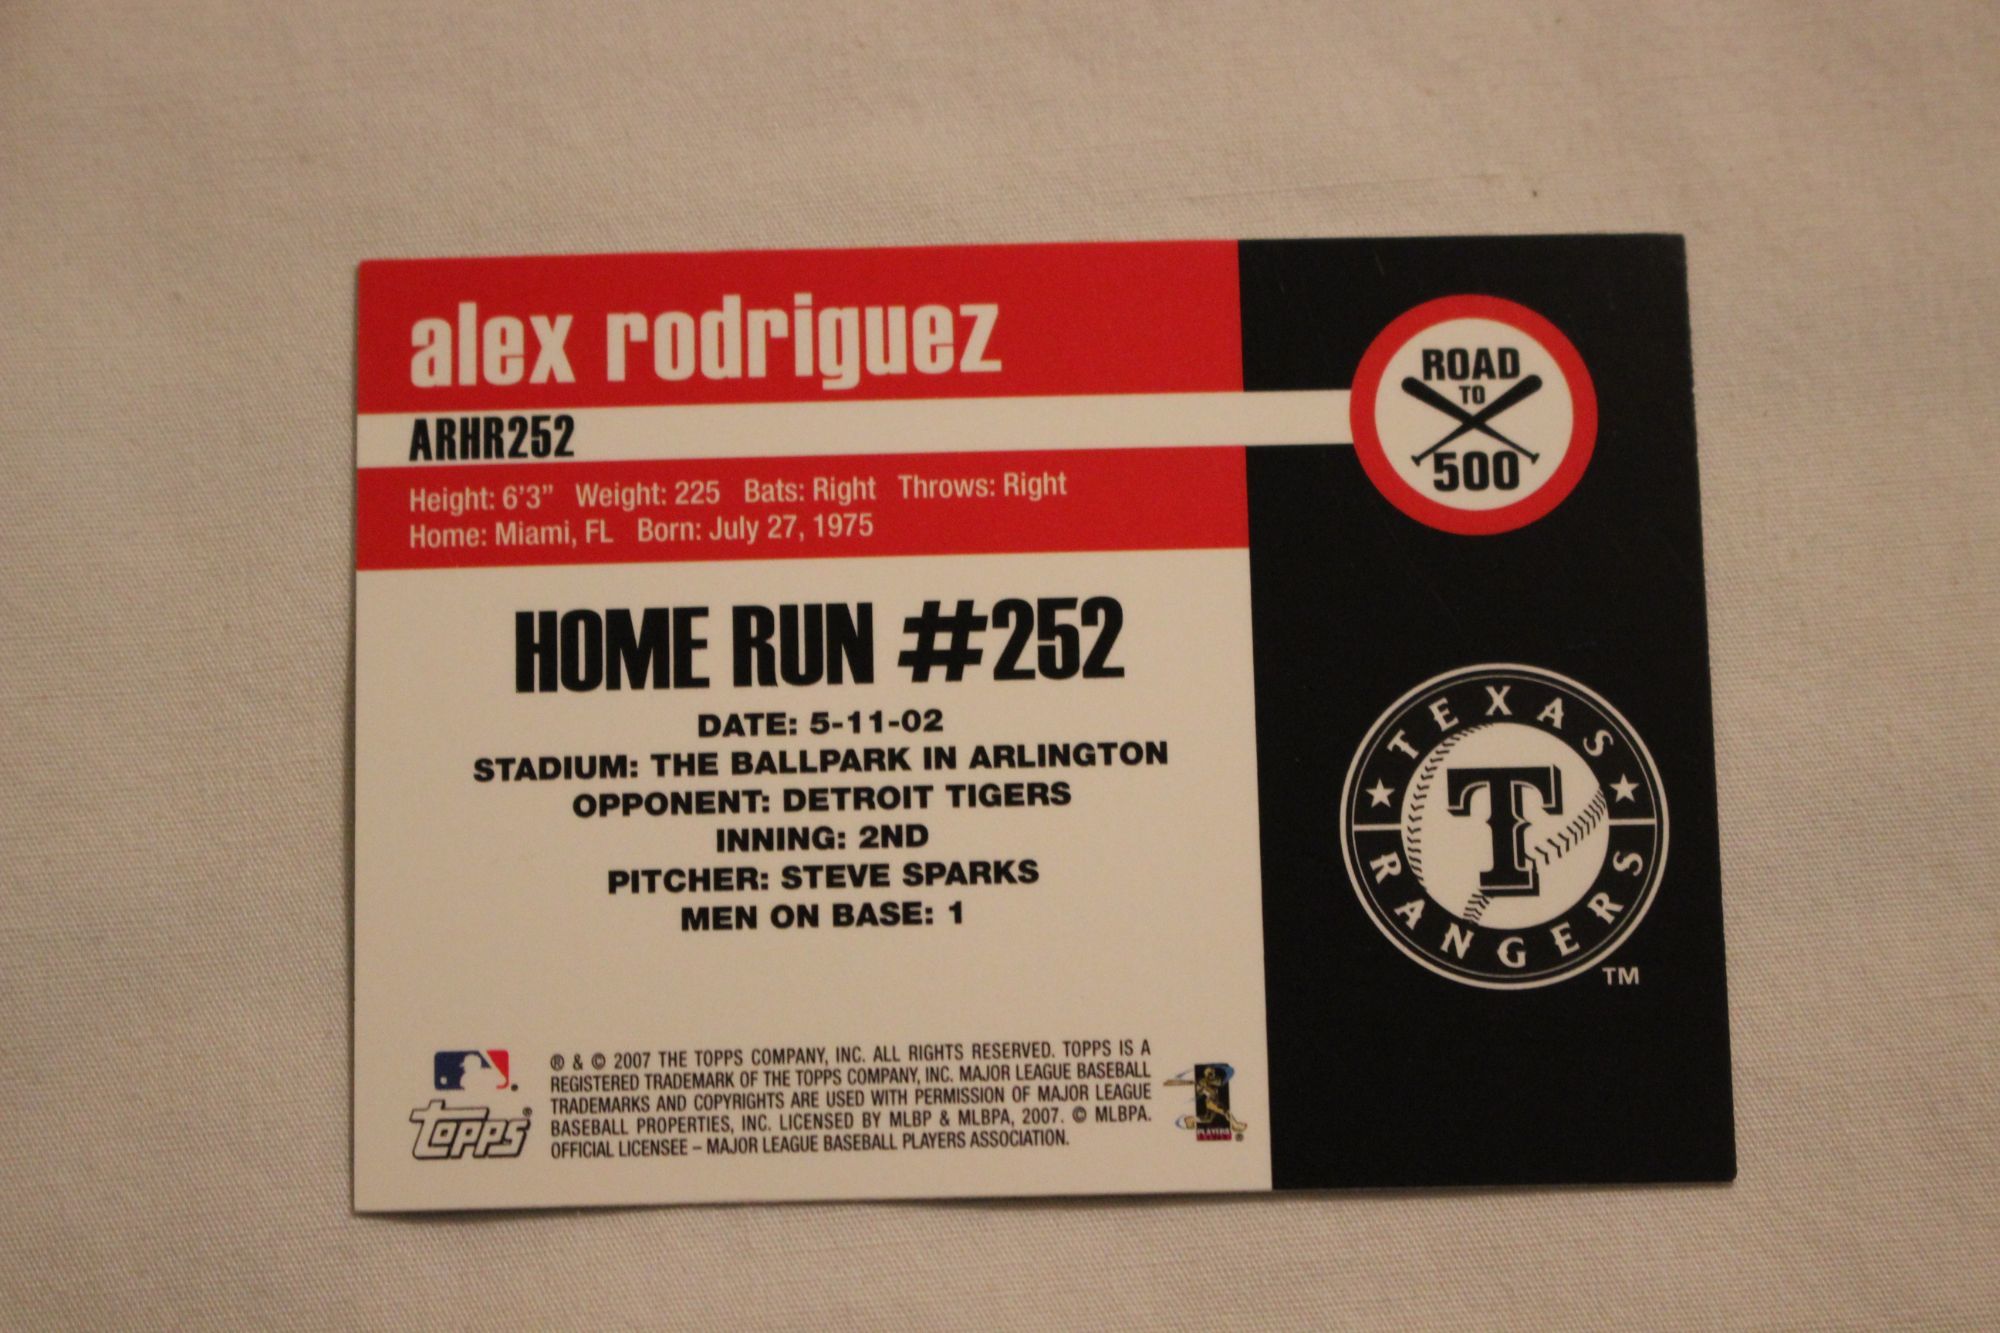 alex rodriguez
ARHR252
Height: 6'3" Weight: 225 Bats: Right Throws: Right
Home: Miami, FL Born: July 27, 1975
ROAD
TO
500
HOME RUN #252
DATE: 5-11-02
STADIUM: THE BALLPARK IN ARLINGTON
OPPONENT: DETROIT TIGERS
INNING: 2ND
PITCHER: STEVE SPARKS
MEN ON BASE: 1
TEXAS
T
RANGERS
TM
Topps®
® & © 2007 THE TOPPS COMPANY, INC. ALL RIGHTS RESERVED. TOPPS IS A
REGISTERED TRADEMARK OF THE TOPPS COMPANY, INC. MAJOR LEAGUE BASEBALL
TRADEMARKS AND COPYRIGHTS ARE USED WITH PERMISSION OF MAJOR LEAGUE
BASEBALL PROPERTIES, INC. LICENSED BY MLBP & MLBPA, 2007. © MLBPA.
OFFICIAL LICENSEE – MAJOR LEAGUE BASEBALL PLAYERS ASSOCIATION.
PLAYERS